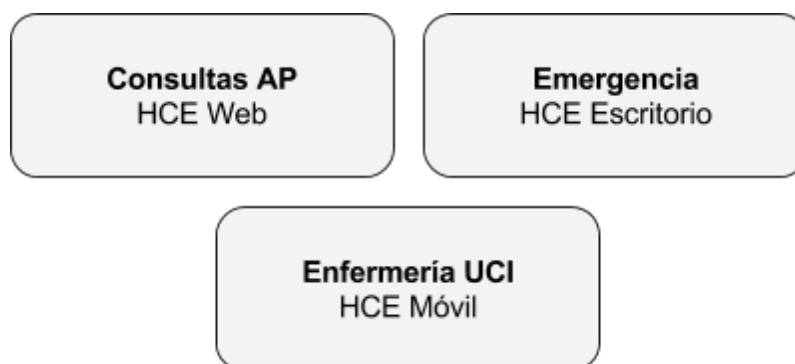 Consultas AP
HCE Web
Emergencia
HCE Escritorio
Enfermería UCI
HCE Móvil